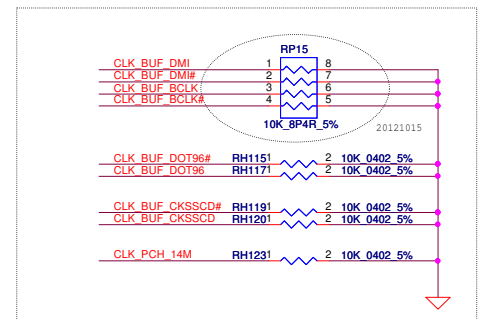 RP15
CLK_BUF_DMI 1 8
CLK_BUF_DMI# 2 7
CLK_BUF_BCLK 3 6
CLK_BUF_BCLK# 4 5
10K_8P4R_5%
20121015
CLK_BUF_DOT96# RH115 1 2 10K_0402_5%
CLK_BUF_DOT96 RH117 1 2 10K_0402_5%
CLK_BUF_CKSSCD# RH119 1 2 10K_0402_5%
CLK_BUF_CKSSCD RH120 1 2 10K_0402_5%
CLK_PCH_14M RH123 1 2 10K_0402_5%